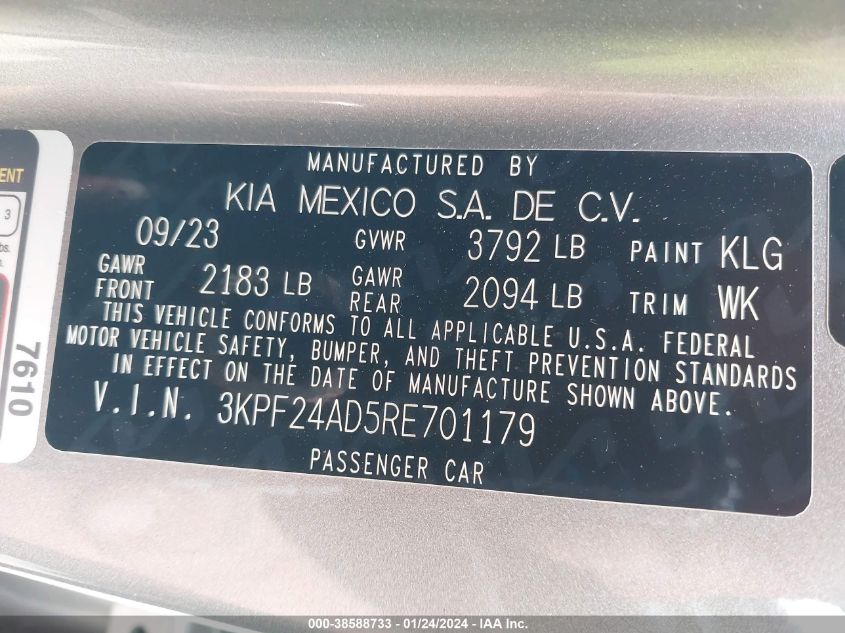 MANUFACTURED BY
KIA MEXICO S.A. DE C.V.
09/23 GVWR 3792 LB PAINT KLG
GAWR FRONT 2183 LB GAWR REAR 2094 LB TRIM WK
THIS VEHICLE CONFORMS TO ALL APPLICABLE U.S.A. FEDERAL
MOTOR VEHICLE SAFETY, BUMPER, AND THEFT PREVENTION STANDARDS
IN EFFECT ON THE DATE OF MANUFACTURE SHOWN ABOVE.
V.I.N. 3KPF24AD5RE701179
PASSENGER CAR
ENT
3
7610
000-38588733 - 01/24/2024 - IAA Inc.